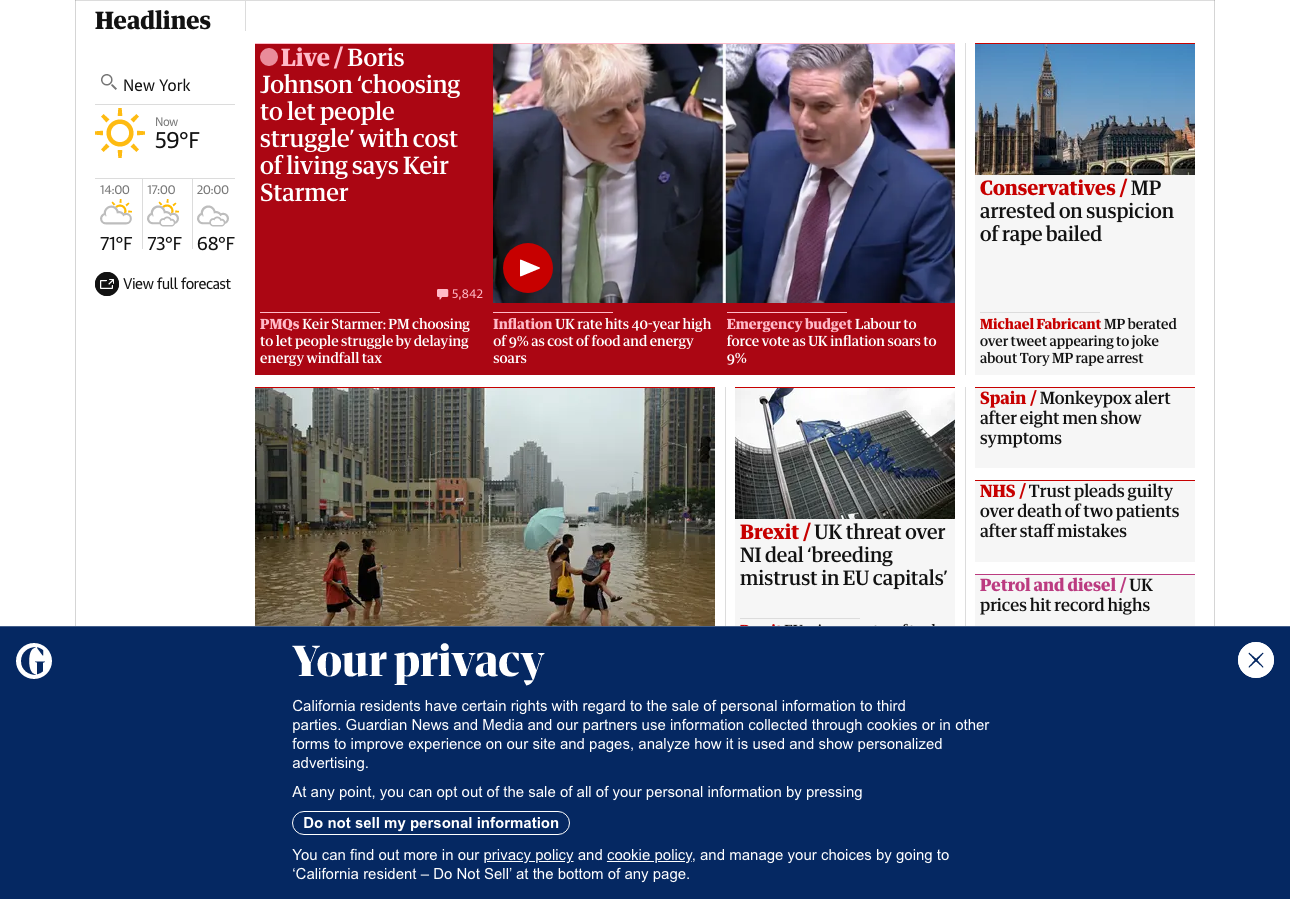 Headlines
New York
Now
59°F
14:00
17:00
20:00
71°F
73°F
68°F
View full forecast
Live / Boris
Johnson ‘choosing
to let people
struggle’ with cost
of living says Keir
Starmer
5,842
PMQs Keir Starmer: PM choosing
to let people struggle by delaying
energy windfall tax
Inflation UK rate hits 40-year high
of 9% as cost of food and energy
soars
Emergency budget Labour to
force vote as UK inflation soars to
9%
Conservatives / MP
arrested on suspicion
of rape bailed
Michael Fabricant MP berated
over tweet appearing to joke
about Tory MP rape arrest
Brexit / UK threat over
NI deal ‘breeding
mistrust in EU capitals’
Spain / Monkeypox alert
after eight men show
symptoms
NHS / Trust pleads guilty
over death of two patients
after staff mistakes
Petrol and diesel / UK
prices hit record highs
Your privacy
California residents have certain rights with regard to the sale of personal information to third
parties. Guardian News and Media and our partners use information collected through cookies or in other
forms to improve experience on our site and pages, analyze how it is used and show personalized
advertising.
At any point, you can opt out of the sale of all of your personal information by pressing
Do not sell my personal information
You can find out more in our privacy policy and cookie policy, and manage your choices by going to
‘California resident – Do Not Sell’ at the bottom of any page.